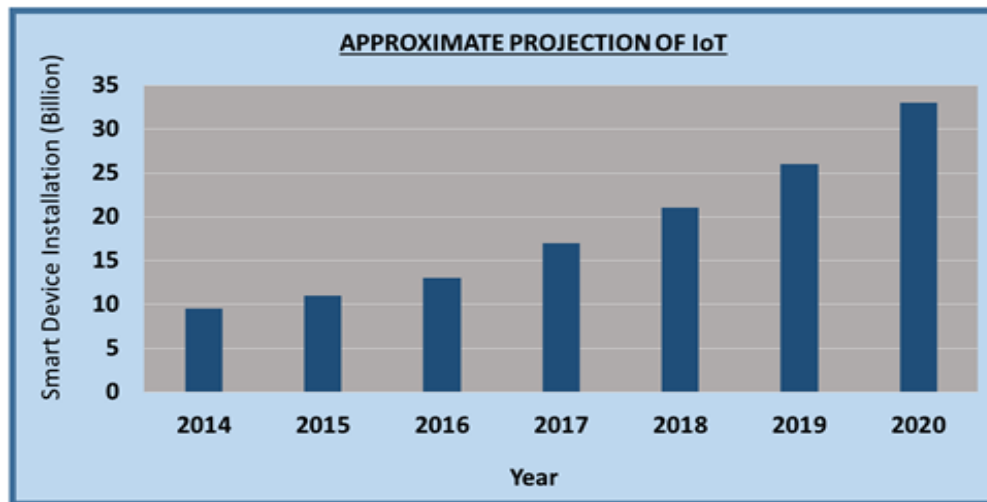 APPROXIMATE PROJECTION OF IoT
Smart Device Installation (Billion)
35
30
25
20
15
10
5
0
2014 2015 2016 2017 2018 2019 2020
Year